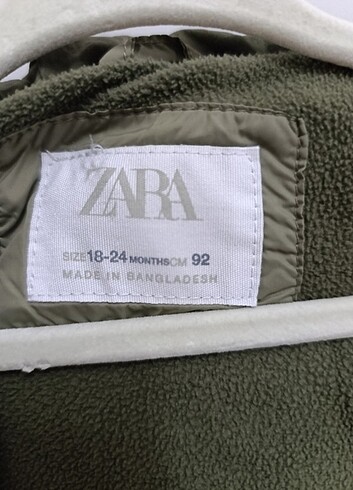 ZARA
SIZE 18-24 MONTHS CM 92
MADE IN BANGLADESH